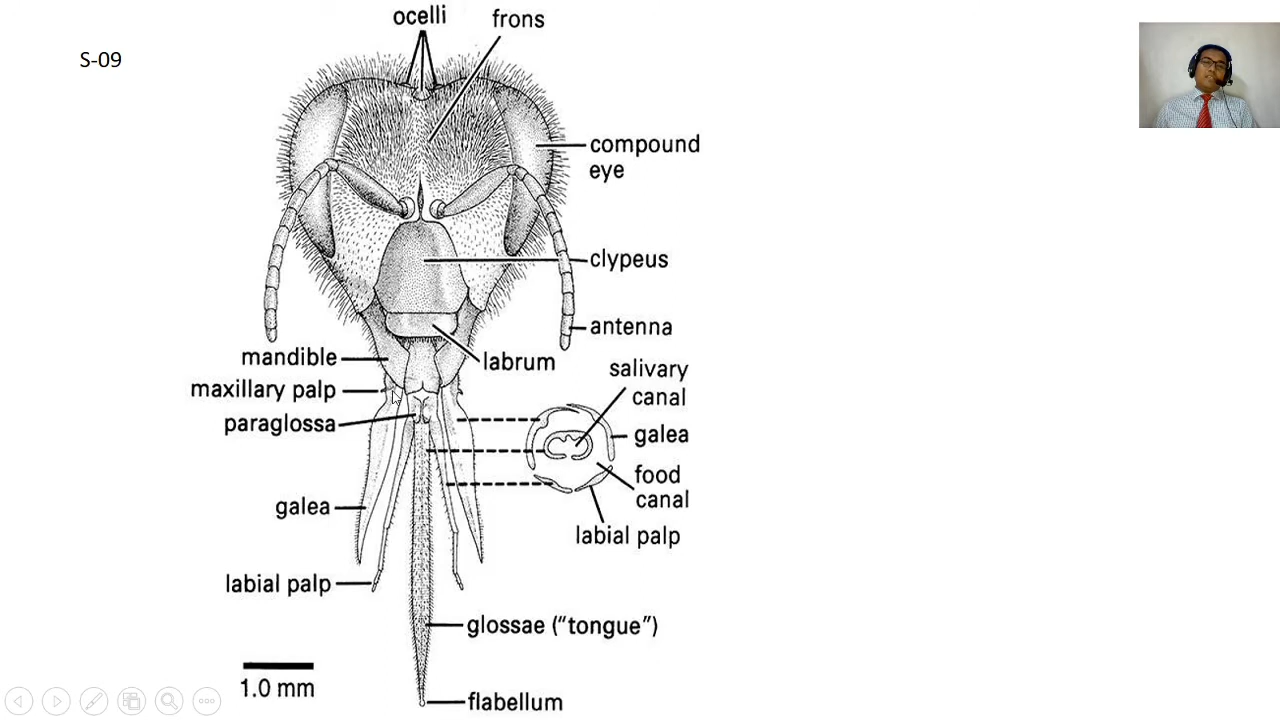 S-09
ocelli
frons
compound
eye
clypeus
antenna
mandible
labrum
salivary
canal
maxillary palp
paraglossa
galea
food
canal
galea
labial palp
labial palp
glossae ("tongue")
1.0 mm
flabellum